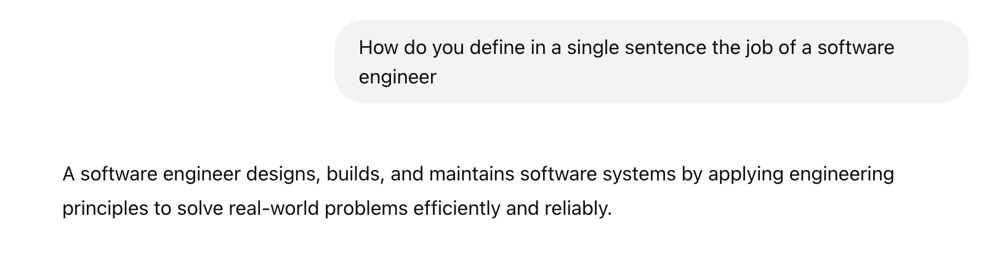 How do you define in a single sentence the job of a software
engineer
A software engineer designs, builds, and maintains software systems by applying engineering
principles to solve real-world problems efficiently and reliably.